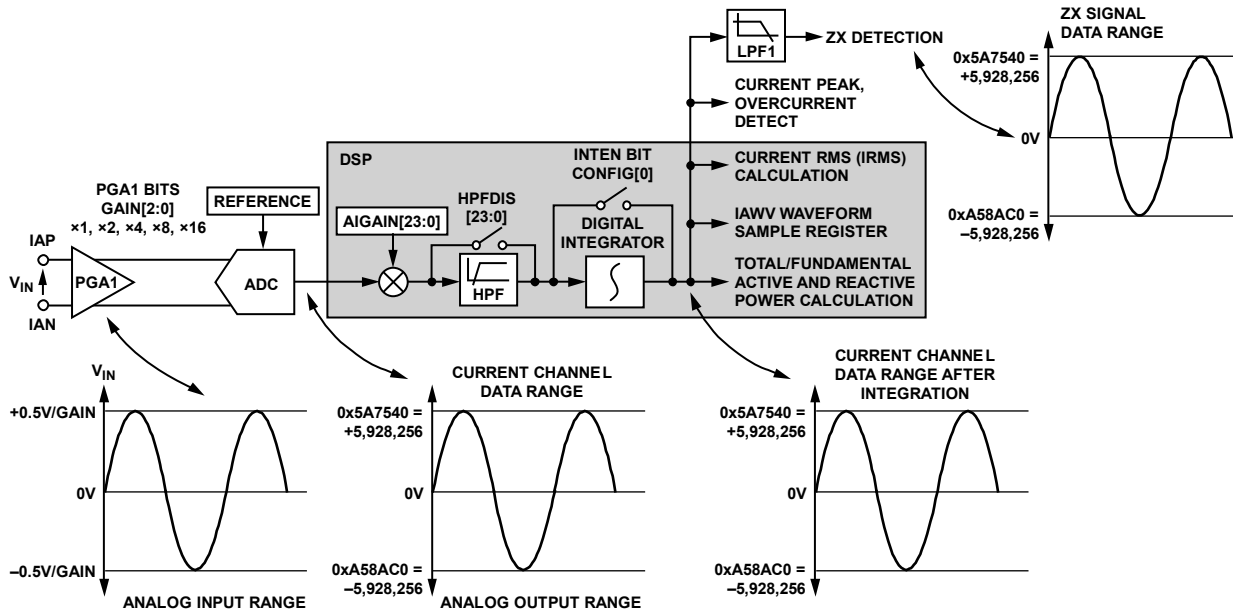 ZX SIGNAL
DATA RANGE
0x5A7540 =
+5,928,256
0V
0xA58AC0 =
–5,928,256
LPF1
ZX DETECTION
CURRENT PEAK,
OVERCURRENT
DETECT
DSP
INTEN BIT
CONFIG[0]
CURRENT RMS (IRMS)
CALCULATION
PGA1 BITS
GAIN[2:0]
×1, ×2, ×4, ×8, ×16
REFERENCE
HPFDIS
[23:0]
AIGAIN[23:0]
DIGITAL
INTEGRATOR
IAWV WAVEFORM
SAMPLE REGISTER
IAP
VIN
IAN
PGA1
ADC
HPF
TOTAL/FUNDAMENTAL
ACTIVE AND REACTIVE
POWER CALCULATION
VIN
+0.5V/GAIN
0V
–0.5V/GAIN
ANALOG INPUT RANGE
CURRENT CHANNEL
DATA RANGE
0x5A7540 =
+5,928,256
0V
0xA58AC0 =
–5,928,256
ANALOG OUTPUT RANGE
CURRENT CHANNEL
DATA RANGE AFTER
INTEGRATION
0x5A7540 =
+5,928,256
0V
0xA58AC0 =
–5,928,256